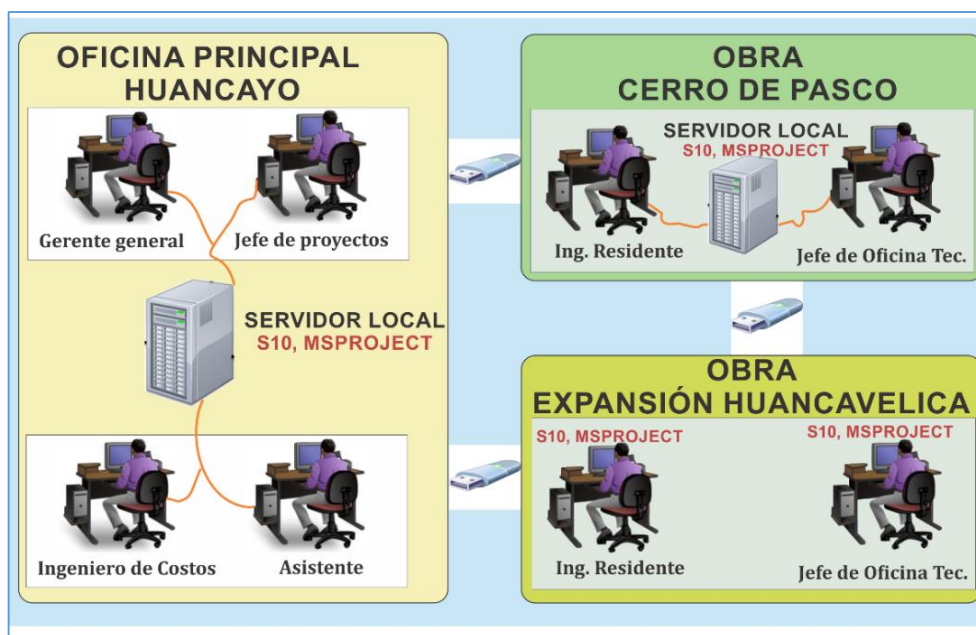 OFICINA PRINCIPAL
HUANCAYO
Gerente general
Jefe de proyectos
SERVIDOR LOCAL
S10, MSPROJECT
Ingeniero de Costos
Asistente
OBRA
CERRO DE PASCO
SERVIDOR LOCAL
S10, MSPROJECT
Ing. Residente
Jefe de Oficina Tec.
OBRA
EXPANSIÓN HUANCAVELICA
S10, MSPROJECT
S10, MSPROJECT
Ing. Residente
Jefe de Oficina Tec.